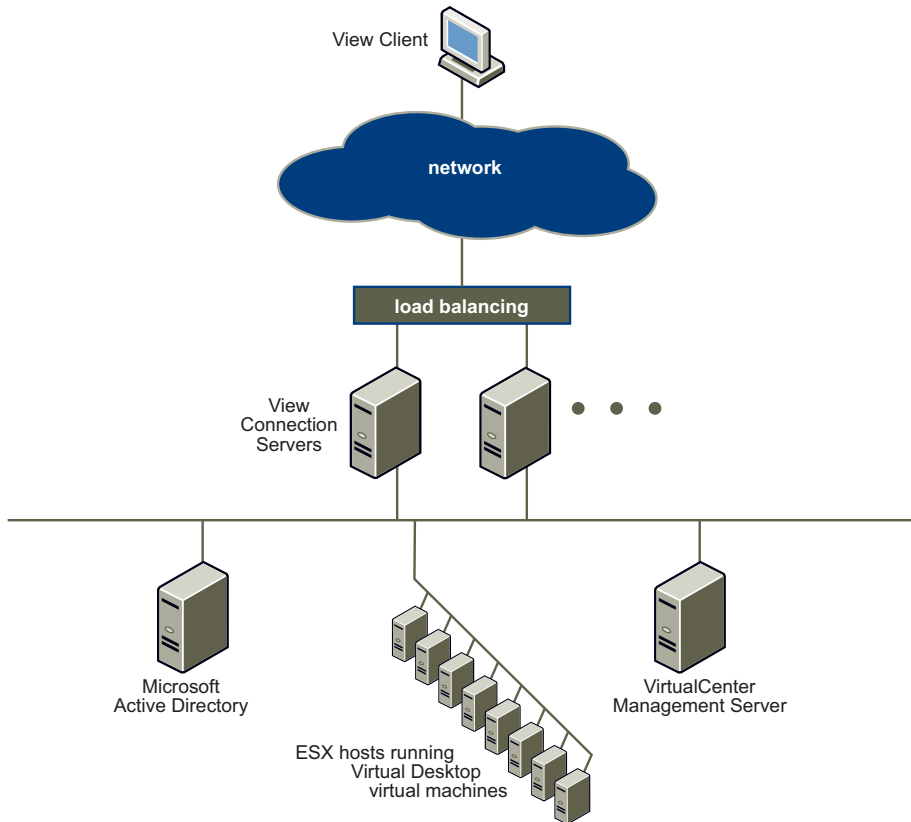 View Client
network
load balancing
View
Connection
Servers
Microsoft
Active Directory
VirtualCenter
Management Server
ESX hosts running
Virtual Desktop
virtual machines